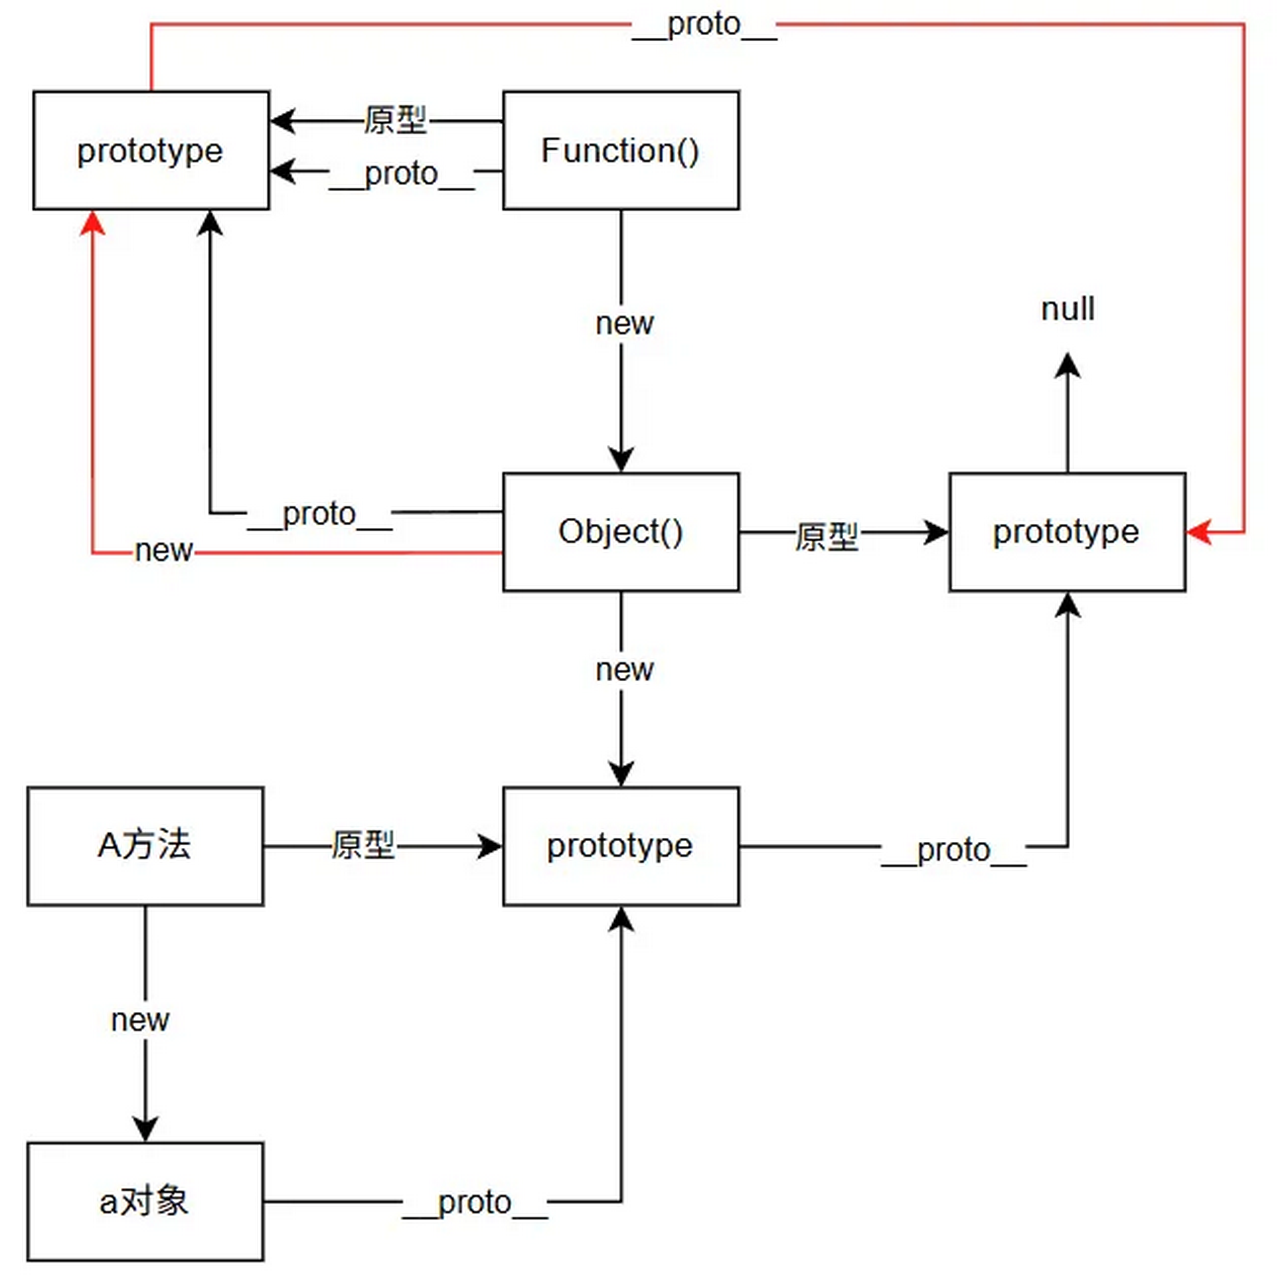 __proto__
prototype
原型
Function()
__proto__
new
null
__proto__
Object()
原型
prototype
new
new
A方法
原型
prototype
__proto__
new
a对象
__proto__